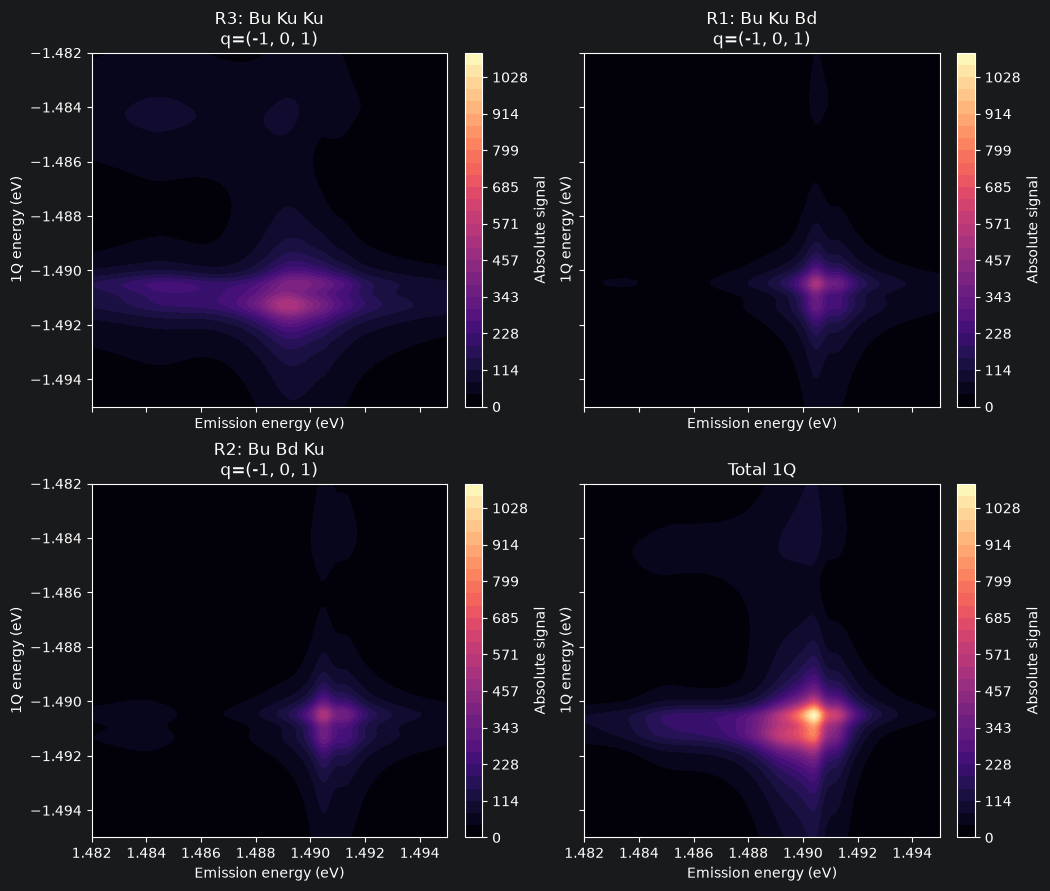 R3: Bu Ku Ku
q=(-1, 0, 1)
R1: Bu Ku Bd
q=(-1, 0, 1)
−1.482
−1.484
−1.486
−1.488
−1.490
−1.492
−1.494
1Q energy (eV)
Emission energy (eV)
1028
914
799
685
571
457
343
228
114
0
Absolute signal
1Q energy (eV)
Emission energy (eV)
1028
914
799
685
571
457
343
228
114
0
Absolute signal
R2: Bu Bd Ku
q=(-1, 0, 1)
Total 1Q
−1.482
−1.484
−1.486
−1.488
−1.490
−1.492
−1.494
1Q energy (eV)
1.482 1.484 1.486 1.488 1.490 1.492 1.494
Emission energy (eV)
1028
914
799
685
571
457
343
228
114
0
Absolute signal
1Q energy (eV)
1.482 1.484 1.486 1.488 1.490 1.492 1.494
Emission energy (eV)
1028
914
799
685
571
457
343
228
114
0
Absolute signal